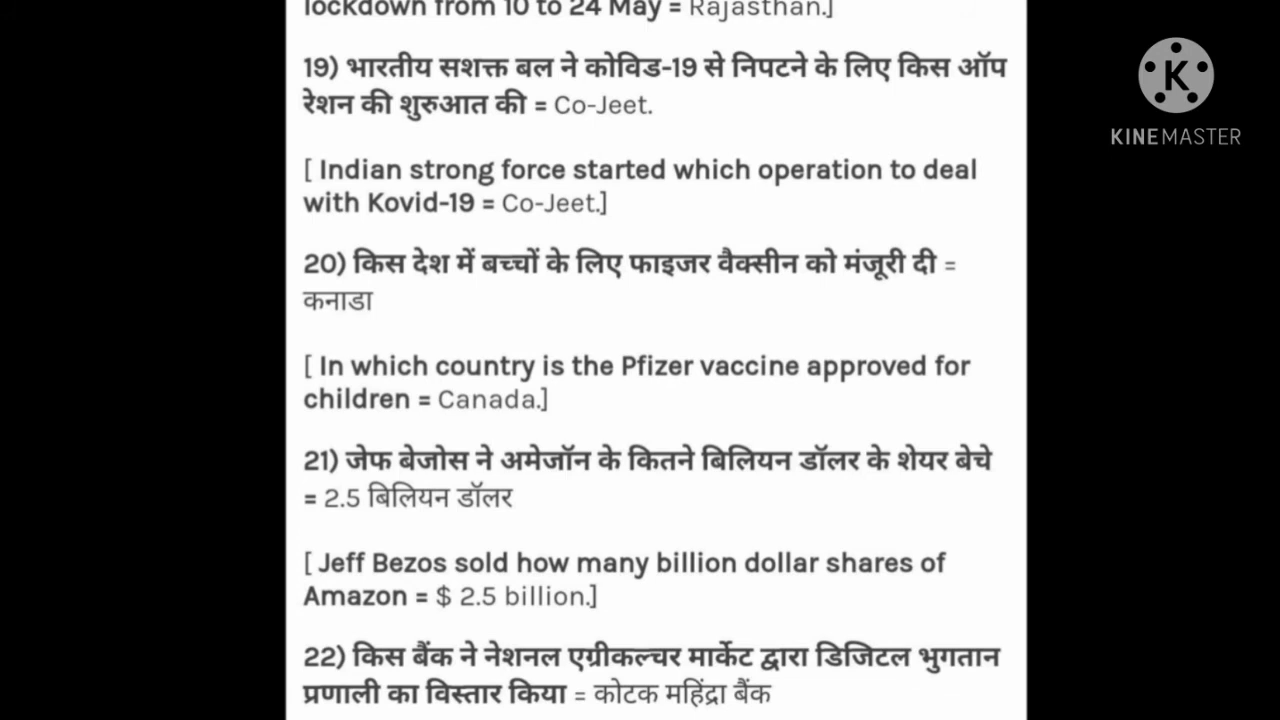 lockdown from 10 to 24 May = Rajasthan.]
19) भारतीय सशक्त बल ने कोविड-19 से निपटने के लिए किस ऑप
रेशन की शुरुआत की = Co-Jeet.
[ Indian strong force started which operation to deal
with Kovid-19 = Co-Jeet.]
20) किस देश में बच्चों के लिए फाइजर वैक्सीन को मंजूरी दी =
कनाडा
[ In which country is the Pfizer vaccine approved for
children = Canada.]
21) जेफ बेजोस ने अमेजॉन के कितने बिलियन डॉलर के शेयर बेचे
= 2.5 बिलियन डॉलर
[ Jeff Bezos sold how many billion dollar shares of
Amazon = $ 2.5 billion.]
22) किस बैंक ने नेशनल एग्रीकल्चर मार्केट द्वारा डिजिटल भुगतान
प्रणाली का विस्तार किया = कोटक महिंद्रा बैंक
K
KINEMASTER